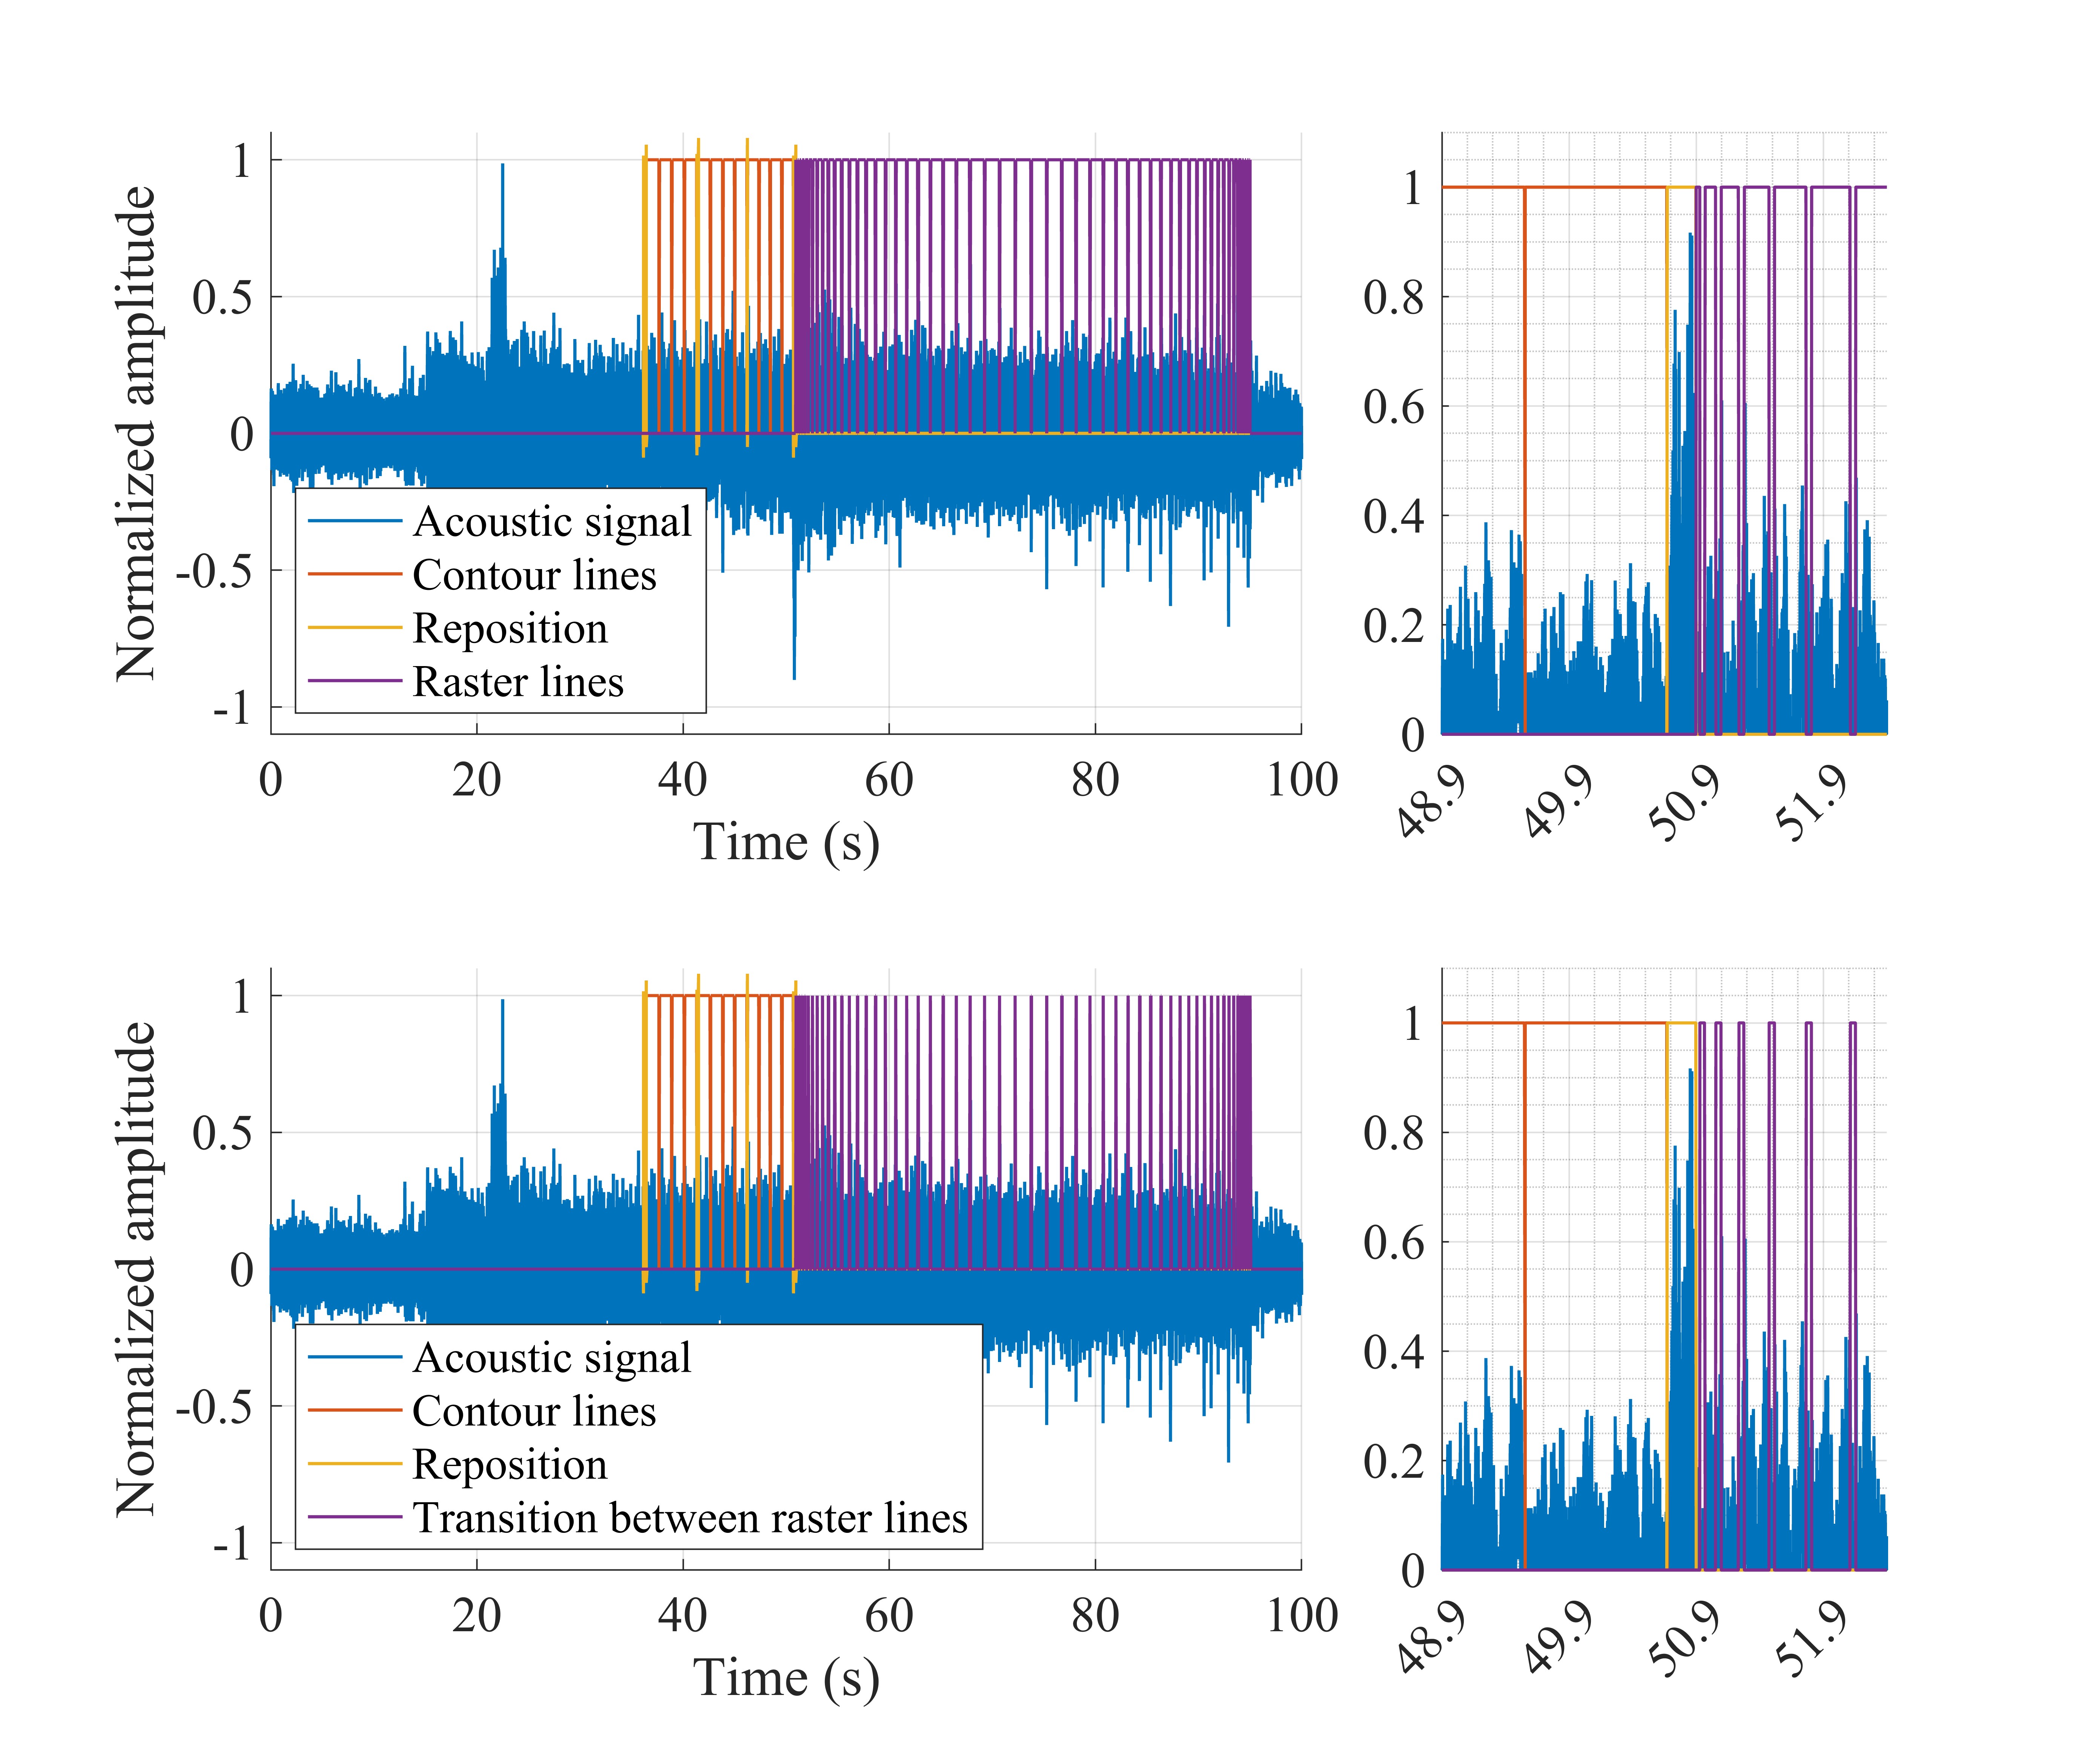 Normalized amplitude
1
0.5
0
-0.5
-1
Acoustic signal
Contour lines
Reposition
Raster lines
0 20 40 60 80 100
Time (s)
1
0.8
0.6
0.4
0.2
0
48.9 49.9 50.9 51.9
Normalized amplitude
1
0.5
0
-0.5
-1
Acoustic signal
Contour lines
Reposition
Transition between raster lines
0 20 40 60 80 100
Time (s)
1
0.8
0.6
0.4
0.2
0
48.9 49.9 50.9 51.9